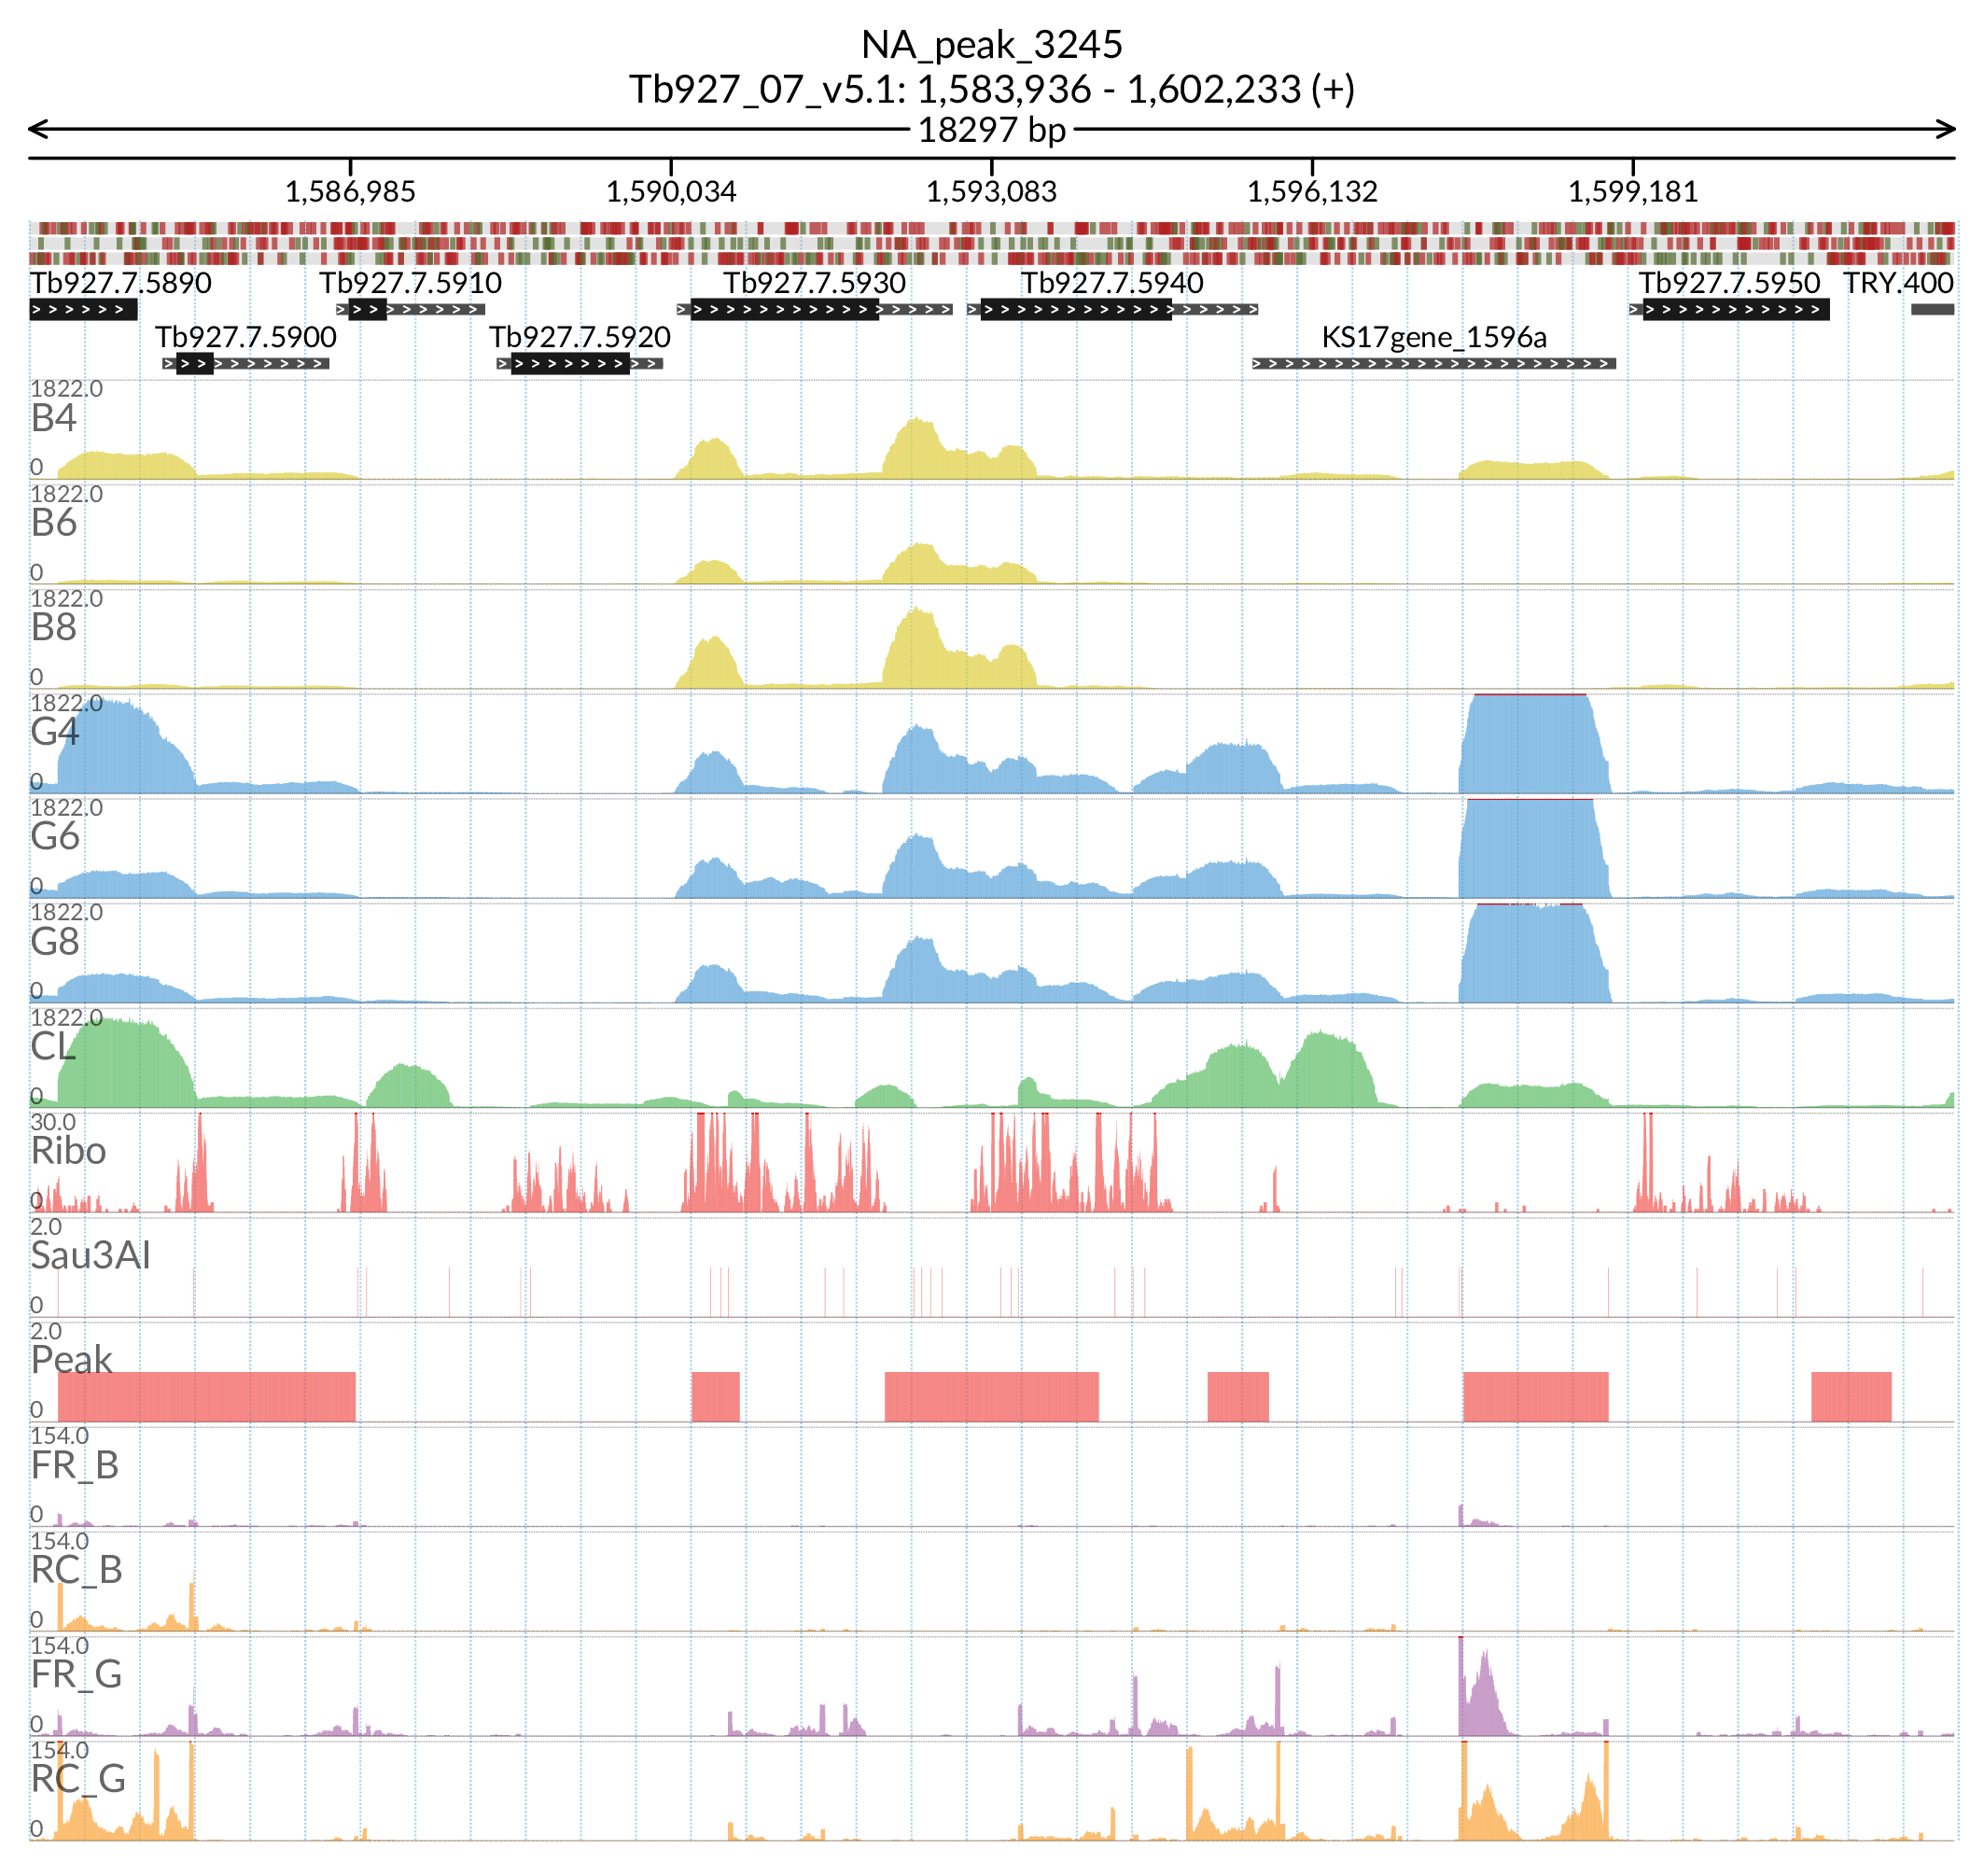 NA_peak_3245
Tb927_07_v5.1: 1,583,936 - 1,602,233 (+)
18297 bp
1,586,985 1,590,034 1,593,083 1,596,132 1,599,181
Tb927.7.5890 Tb927.7.5910 Tb927.7.5930 Tb927.7.5940 Tb927.7.5950 TRY.400
Tb927.7.5900 Tb927.7.5920 KS17gene_1596a
1822.0
B4
0
1822.0
B6
0
1822.0
B8
0
1822.0
G4
0
1822.0
G6
0
1822.0
G8
0
1822.0
CL
0
30.0
Ribo
0
2.0
Sau3AI
0
2.0
Peak
0
154.0
FR_B
0
154.0
RC_B
0
154.0
FR_G
0
154.0
RC_G
0